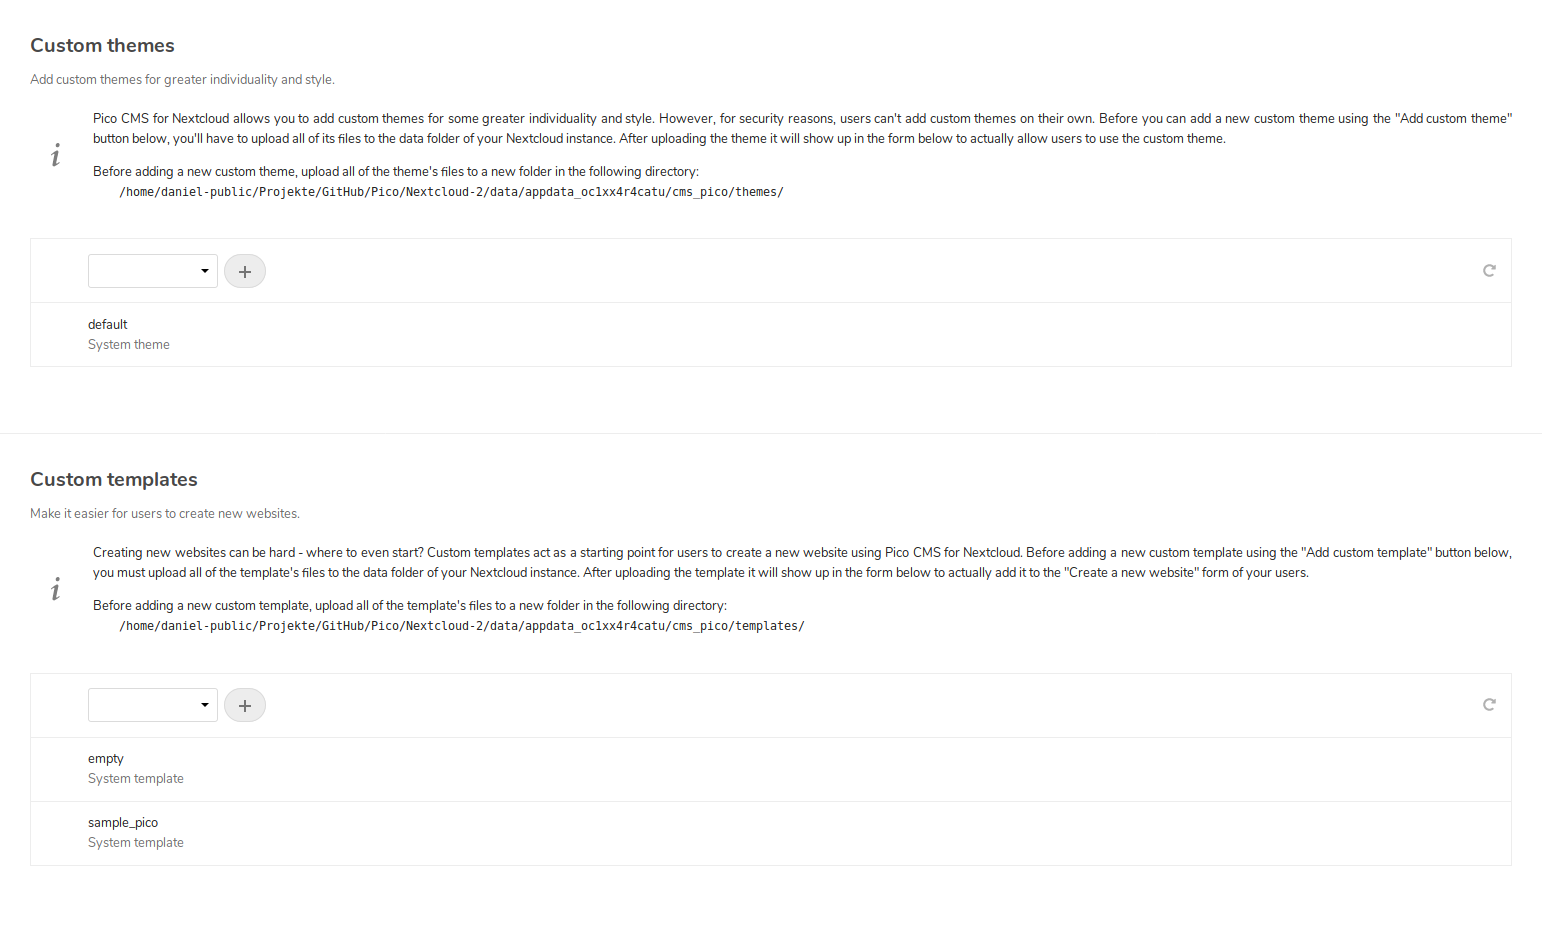 Custom themes
Add custom themes for greater individuality and style.
Pico CMS for Nextcloud allows you to add custom themes for some greater individuality and style. However, for security reasons, users can't add custom themes on their own. Before you can add a new custom theme using the "Add custom theme"
button below, you'll have to upload all of its files to the data folder of your Nextcloud instance. After uploading the theme it will show up in the form below to actually allow users to use the custom theme.
Before adding a new custom theme, upload all of the theme's files to a new folder in the following directory:
/home/daniel-public/Projekte/GitHub/Pico/Nextcloud-2/data/appdata_oc1xx4r4catu/cms_pico/themes/
default
System theme
Custom templates
Make it easier for users to create new websites.
Creating new websites can be hard - where to even start? Custom templates act as a starting point for users to create a new website using Pico CMS for Nextcloud. Before adding a new custom template using the "Add custom template" button below,
you must upload all of the template's files to the data folder of your Nextcloud instance. After uploading the template it will show up in the form below to actually add it to the "Create a new website" form of your users.
Before adding a new custom template, upload all of the template's files to a new folder in the following directory:
/home/daniel-public/Projekte/GitHub/Pico/Nextcloud-2/data/appdata_oc1xx4r4catu/cms_pico/templates/
empty
System template
sample_pico
System template